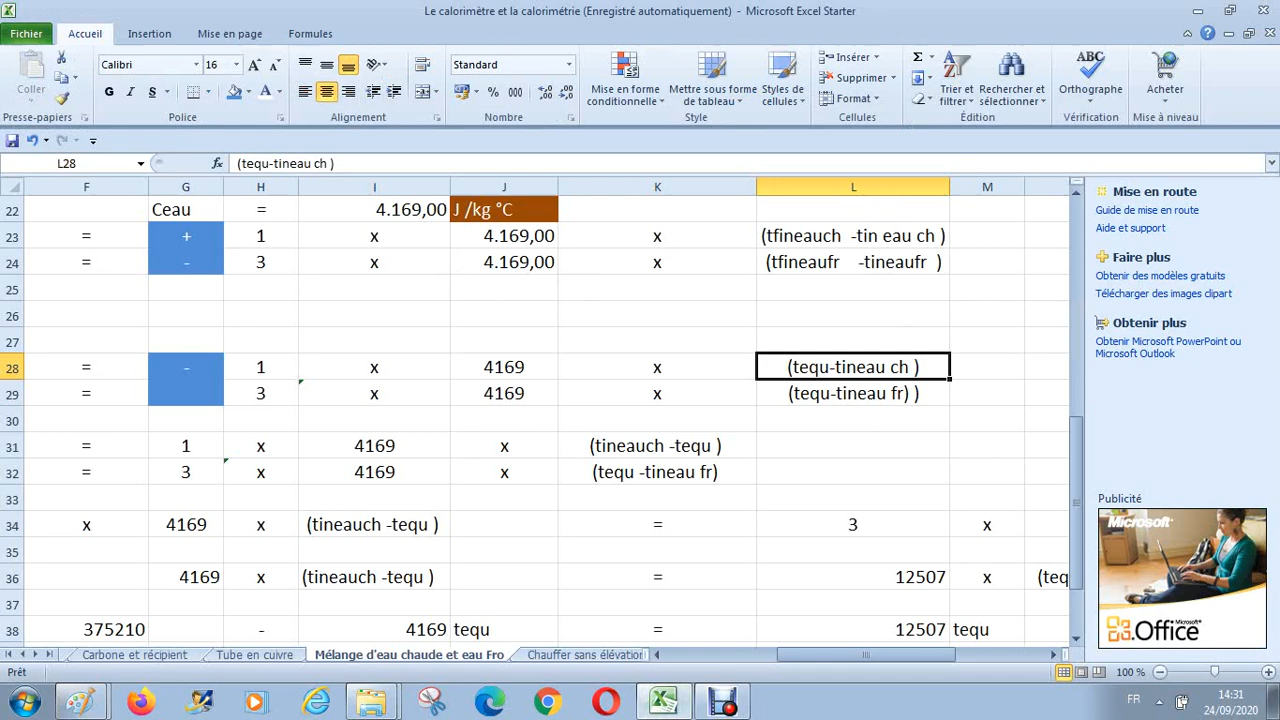 Le calorimètre et la calorimétrie (Enregistré automatiquement) - Microsoft Excel Starter
Fichier Accueil Insertion Mise en page Formules
Coller
Presse-papiers
Calibri 16
G I S
Police
Alignement
Standard
% 000
Nombre
Mise en forme conditionnelle
Mettre sous forme de tableau
Styles de cellules
Style
Insérer
Supprimer
Format
Cellules
Σ
Trier et filtrer
Rechercher et sélectionner
Édition
ABC
Orthographe
Vérification
Acheter
Mise à niveau
L28 fx (tequ-tineau ch )
F G H I J K L M
22 Ceau = 4.169,00 J /kg °C
23 = + 1 x 4.169,00 x (tfineauch -tin eau ch )
24 = - 3 x 4.169,00 x (tfineaufr -tineaufr )
25
26
27
28 = - 1 x 4169 x (tequ-tineau ch )
29 = 3 x 4169 x (tequ-tineau fr) )
30
31 = 1 x 4169 x (tineauch -tequ )
32 = 3 x 4169 x (tequ -tineau fr)
33
34 x 4169 x (tineauch -tequ ) = 3 x
35
36 4169 x (tineauch -tequ ) = 12507 x (teq
37
38 375210 - 4169 tequ = 12507 tequ
Mise en route
Guide de mise en route
Aide et support
Faire plus
Obtenir des modèles gratuits
Télécharger des images clipart
Obtenir plus
Obtenir Microsoft PowerPoint ou
Microsoft Outlook
Publicité
Microsoft
Microsoft
Office
Carbone et récipient Tube en cuivre Mélange d'eau chaude et eau Fro Chauffer sans élévation
Prêt 100 %
FR 14:31
24/09/2020